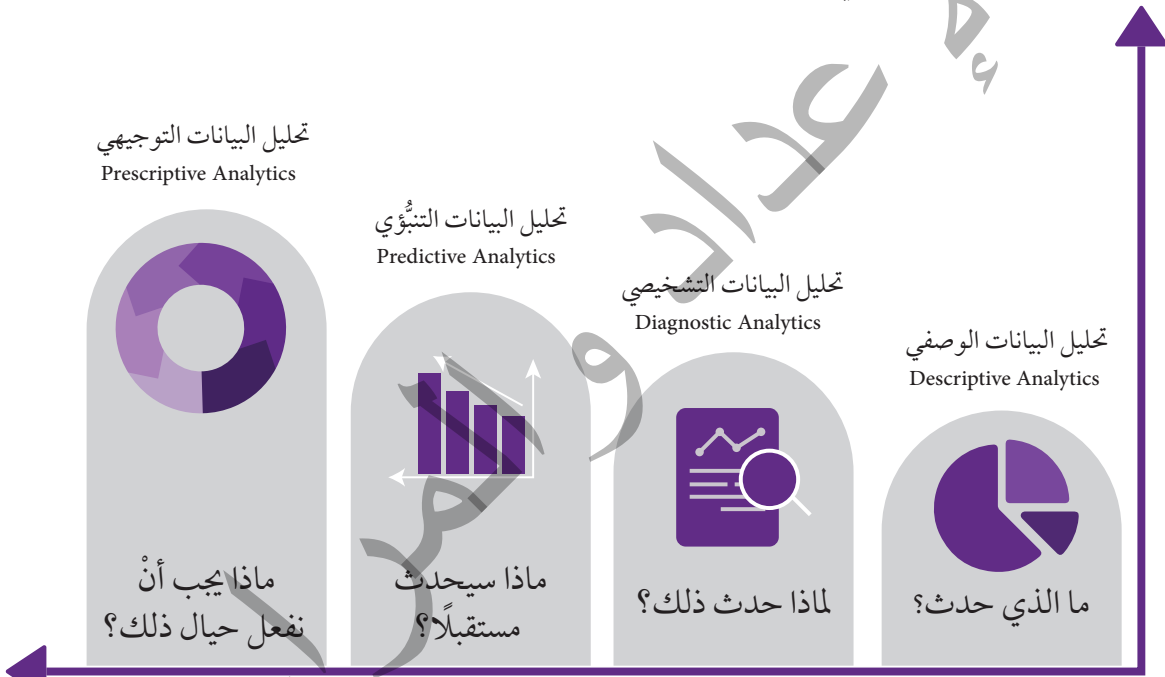 تحليل البيانات الوصفي
Descriptive Analytics
ما الذي حدث؟
تحليل البيانات التشخيصي
Diagnostic Analytics
لماذا حدث ذلك؟
تحليل البيانات التنبُّؤي
Predictive Analytics
ماذا سيحدث
مستقبلًا؟
تحليل البيانات التوجيهي
Prescriptive Analytics
ماذا يجب أنْ
نفعل حيال ذلك؟